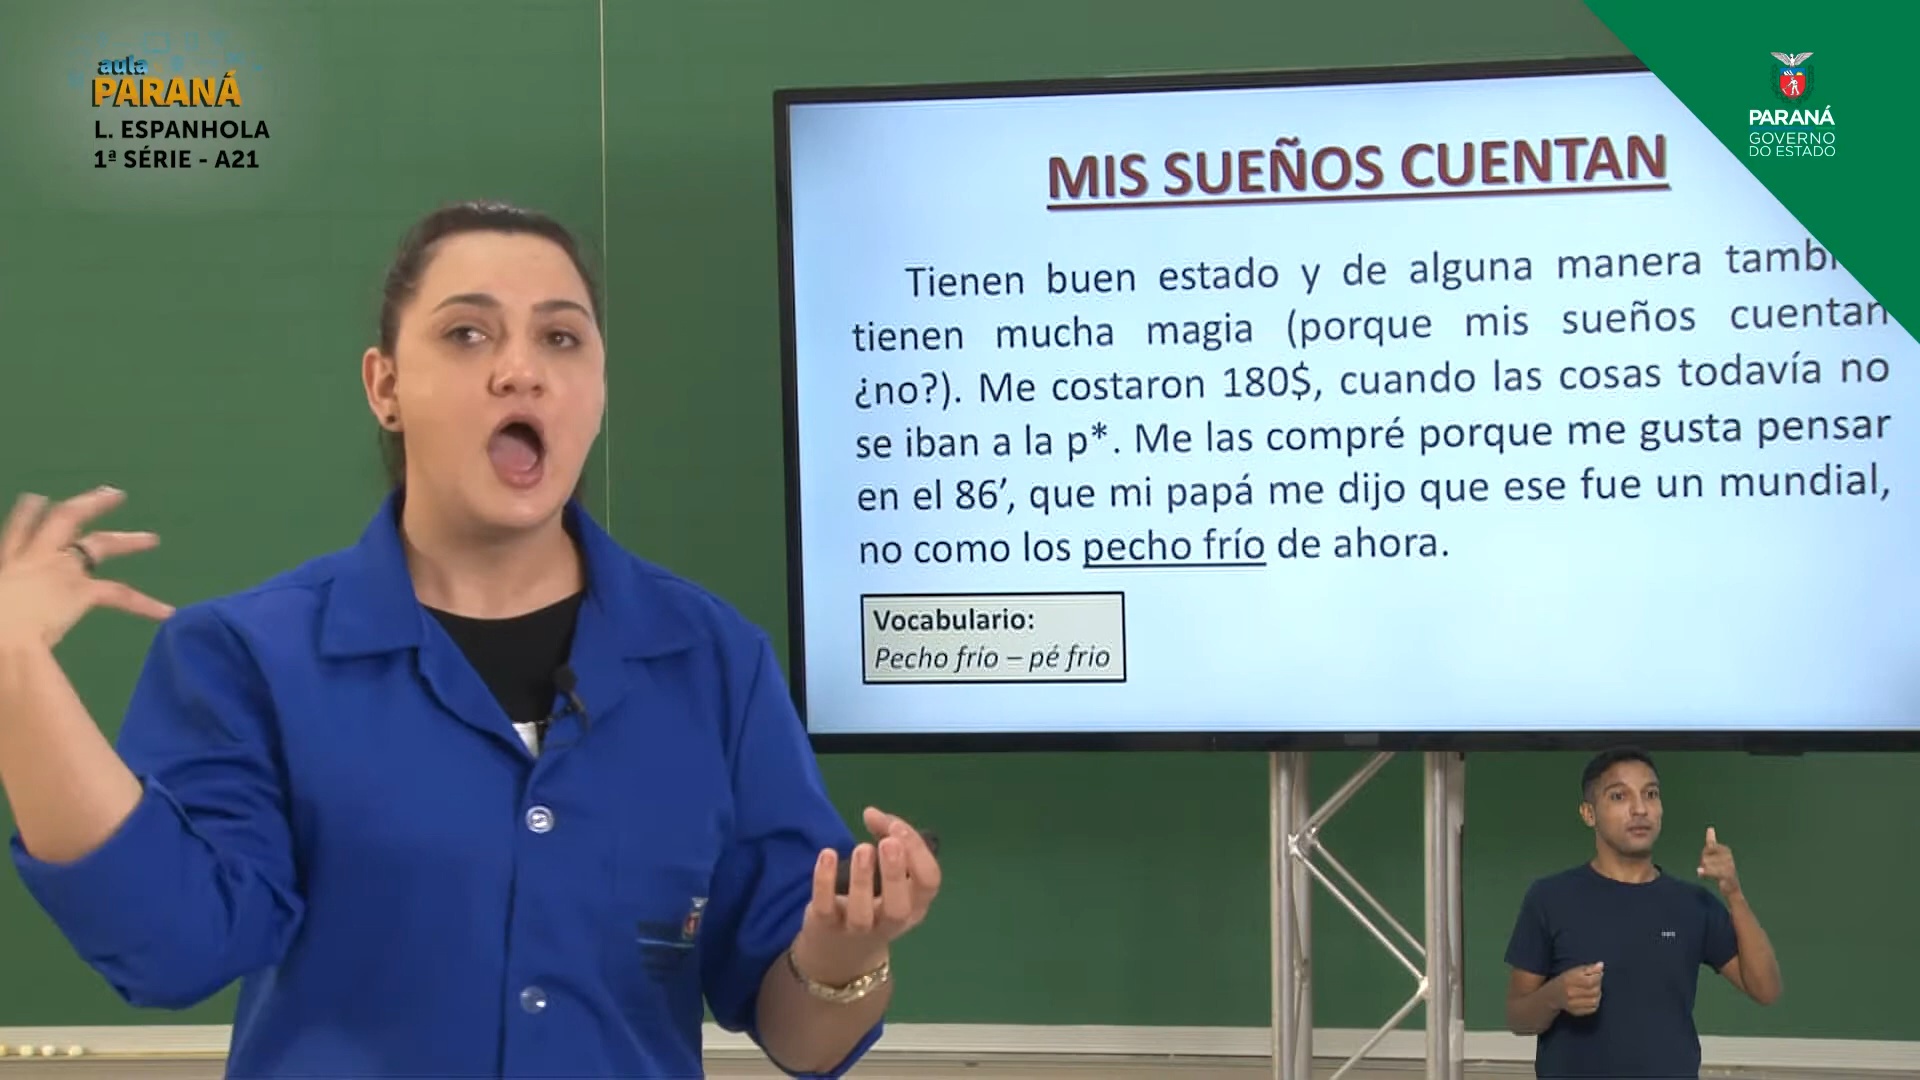 aula
PARANÁ
L. ESPANHOLA
1ª SÉRIE - A21
PARANÁ
GOVERNO
DO ESTADO
MIS SUEÑOS CUENTAN
Tienen buen estado y de alguna manera
tienen mucha magia (porque mis sueños cuentan
¿no?). Me costaron 180$, cuando las cosas todavía no
se iban a la p*. Me las compré porque me gusta pensar
en el 86’, que mi papá me dijo que ese fue un mundial,
no como los pecho frío de ahora.
Vocabulario:
Pecho frío – pé frio